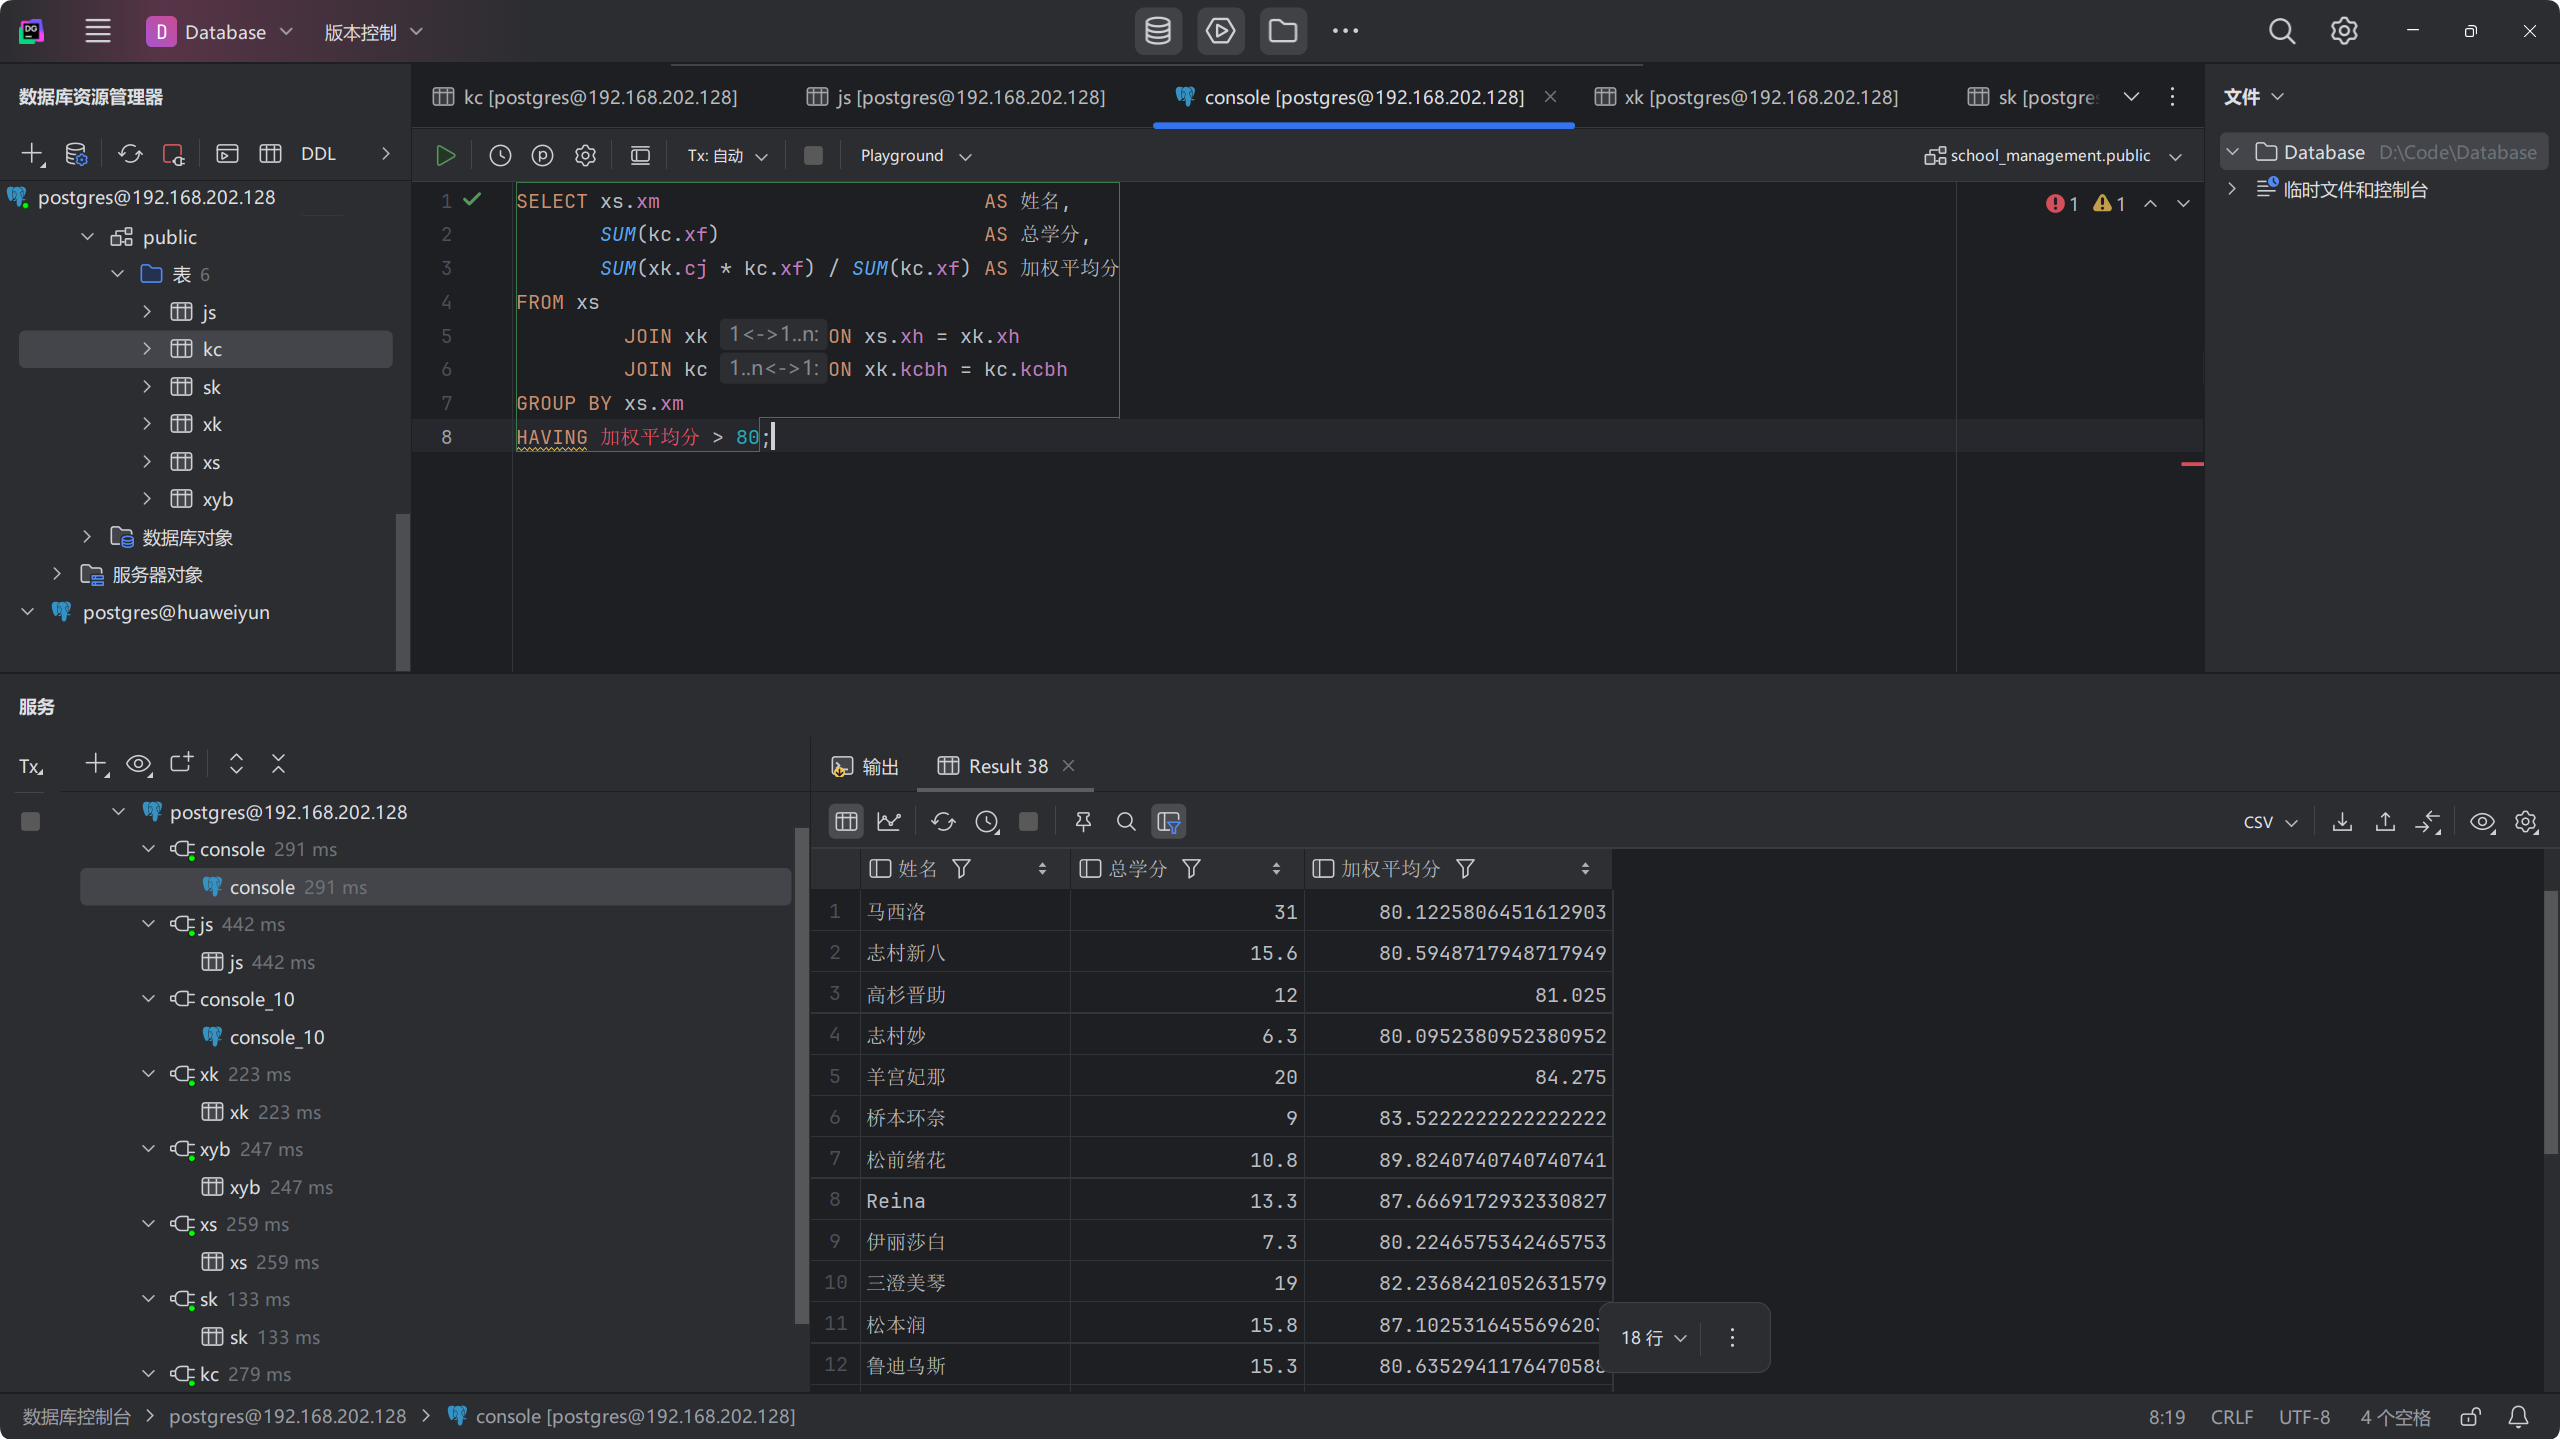 D Database 版本控制
数据库资源管理器
DDL
postgres@192.168.202.128
public
表 6
js
kc
sk
xk
xs
xyb
数据库对象
服务器对象
postgres@huaweiyun
kc [postgres@192.168.202.128] js [postgres@192.168.202.128] console [postgres@192.168.202.128] xk [postgres@192.168.202.128] sk [postgre
Tx: 自动 Playground school_management.public
1 SELECT xs.xm AS 姓名,
2 SUM(kc.xf) AS 总学分,
3 SUM(xk.cj * kc.xf) / SUM(kc.xf) AS 加权平均分
4 FROM xs
5 JOIN xk 1<->1..n: ON xs.xh = xk.xh
6 JOIN kc 1..n<->1: ON xk.kcbh = kc.kcbh
7 GROUP BY xs.xm
8 HAVING 加权平均分 > 80;
1 1
文件
Database D:\Code\Database
临时文件和控制台
服务
Tx
postgres@192.168.202.128
console 291 ms
console 291 ms
js 442 ms
js 442 ms
console_10
console_10
xk 223 ms
xk 223 ms
xyb 247 ms
xyb 247 ms
xs 259 ms
xs 259 ms
sk 133 ms
sk 133 ms
kc 279 ms
输出 Result 38
CSV
姓名 总学分 加权平均分
1 马西洛 31 80.1225806451612903
2 志村新八 15.6 80.5948717948717949
3 高杉晋助 12 81.025
4 志村妙 6.3 80.0952380952380952
5 羊宫妃那 20 84.275
6 桥本环奈 9 83.5222222222222222
7 松前绪花 10.8 89.8240740740740741
8 Reina 13.3 87.6669172932330827
9 伊丽莎白 7.3 80.2246575342465753
10 三澄美琴 19 82.2368421052631579
11 松本润 15.8 87.1025316455696203
12 鲁迪乌斯 15.3 80.6352941176470588
18 行
数据库控制台 postgres@192.168.202.128 console [postgres@192.168.202.128]
8:19 CRLF UTF-8 4 个空格